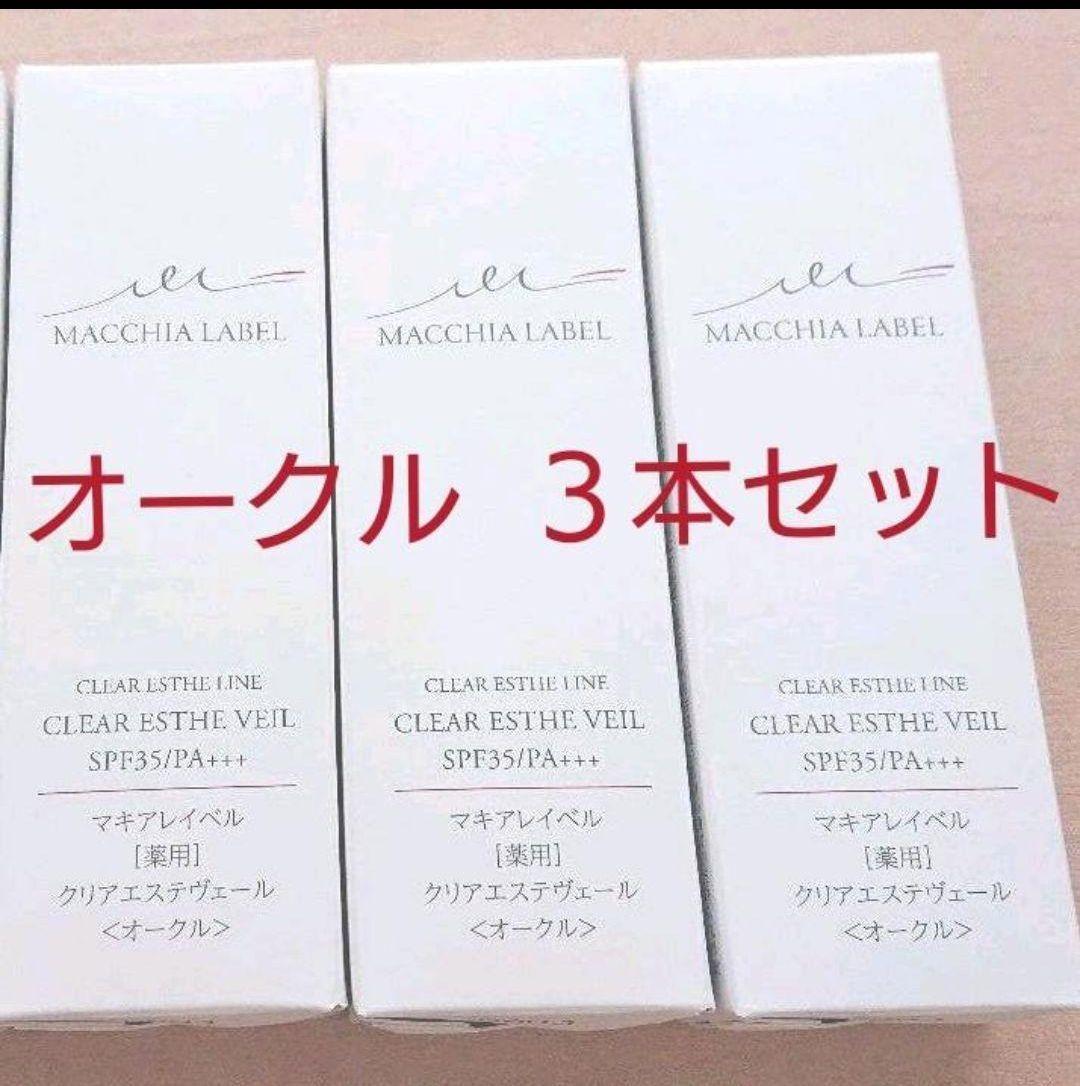 MACCHIA LABEL
MACCHIA LABEL
MACCHIA LABEL
オークル 3本セット
CLEAR ESTHE LINE
CLEAR ESTHE VEIL
SPF35/PA+++
マキアレイベル
[薬用]
クリアエステヴェール
<オークル>
CLEAR ESTHE LINE
CLEAR ESTHE VEIL
SPF35/PA+++
マキアレイベル
[薬用]
クリアエステヴェール
<オークル>
CLEAR ESTHE LINE
CLEAR ESTHE VEIL
SPF35/PA+++
マキアレイベル
[薬用]
クリアエステヴェール
<オークル>